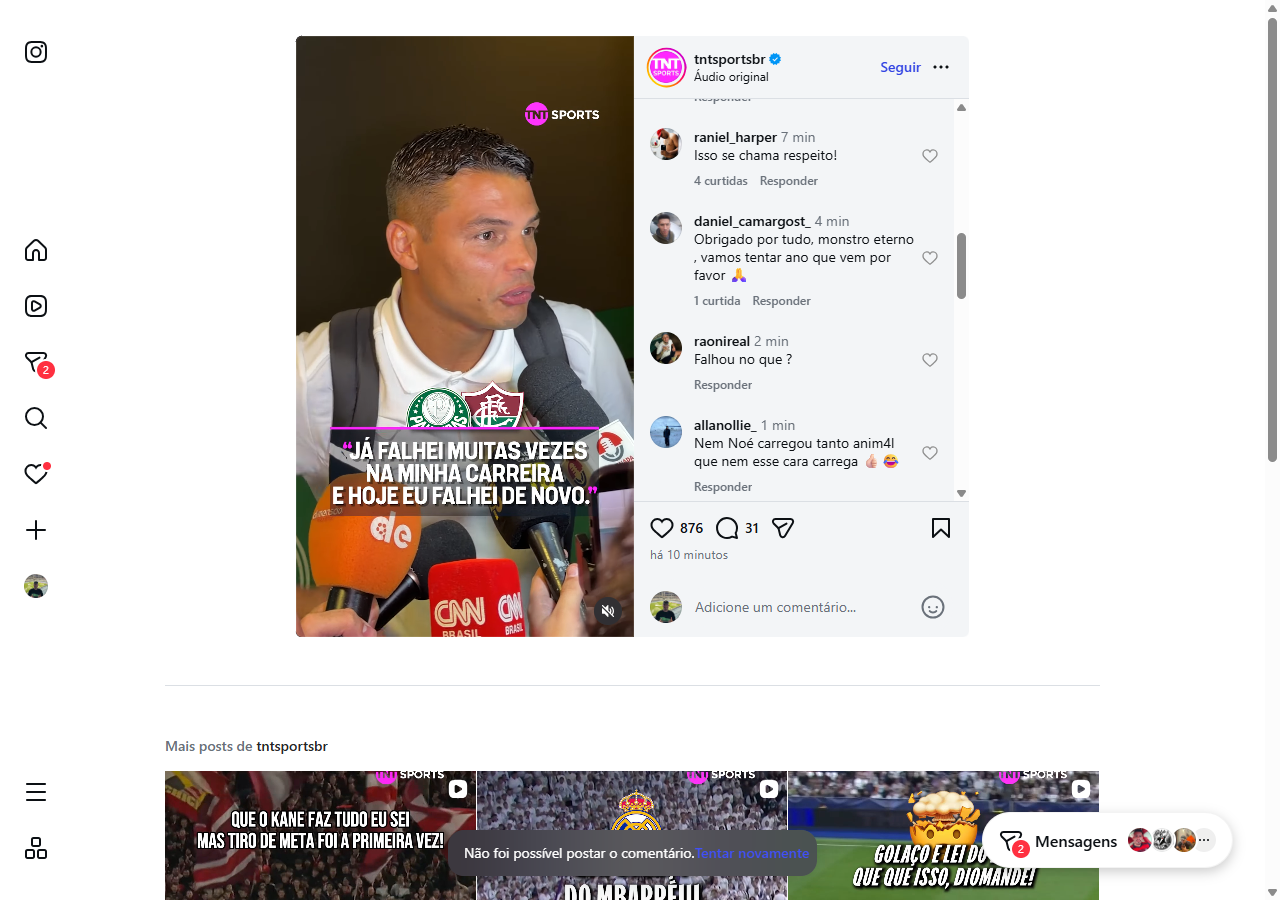 TNT SPORTS
"JÁ FALHEI MUITAS VEZES
NA MINHA CARREIRA
E HOJE EU FALHEI DE NOVO."
de
CNN
BRASIL
CNN
BRASIL
TNT
SPORTS
tntsportsbr
Áudio original
Seguir
Responder
raniel_harper 7 min
Isso se chama respeito!
4 curtidas Responder
daniel_camargost_ 4 min
Obrigado por tudo, monstro eterno
, vamos tentar ano que vem por
favor 🙏
1 curtida Responder
raonireal 2 min
Falhou no que ?
Responder
allanollie_ 1 min
Nem Noé carregou tanto anim4l
que nem esse cara carrega 👍🏻 😂
Responder
876 31
há 10 minutos
Adicione um comentário...
2
Mais posts de tntsportsbr
TNT SPORTS
QUE O KANE FAZ TUDO EU SEI
MAS TIRO DE META FOI A PRIMEIRA VEZ!
TNT SPORTS
DO MBAPPÉ!!
TNT SPORTS
GOLAÇO E LEI DO
QUE QUE ISSO, DIOMANDE!
Não foi possível postar o comentário. Tentar novamente
2
Mensagens